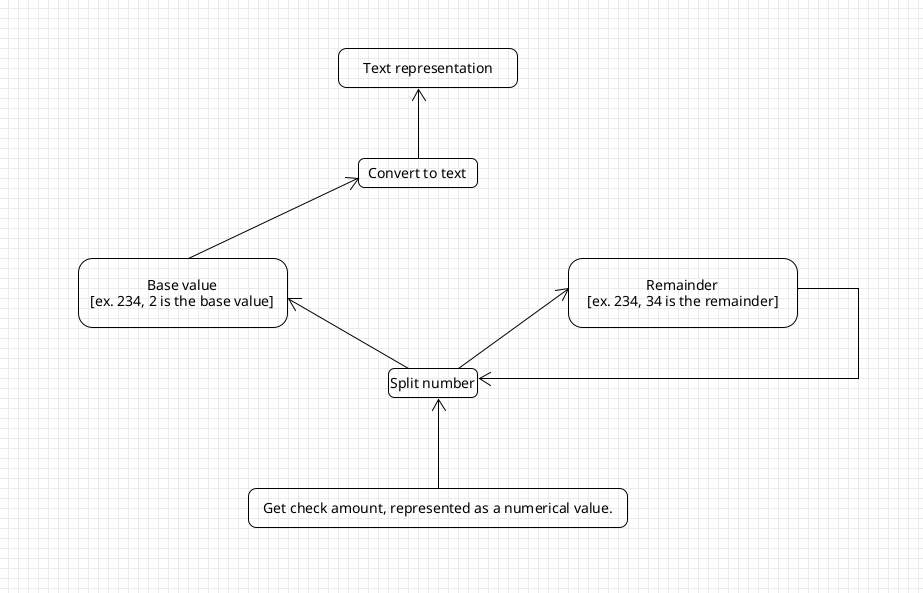 Text representation
Convert to text
Base value
[ex. 234, 2 is the base value]
Remainder
[ex. 234, 34 is the remainder]
Split number
Get check amount, represented as a numerical value.